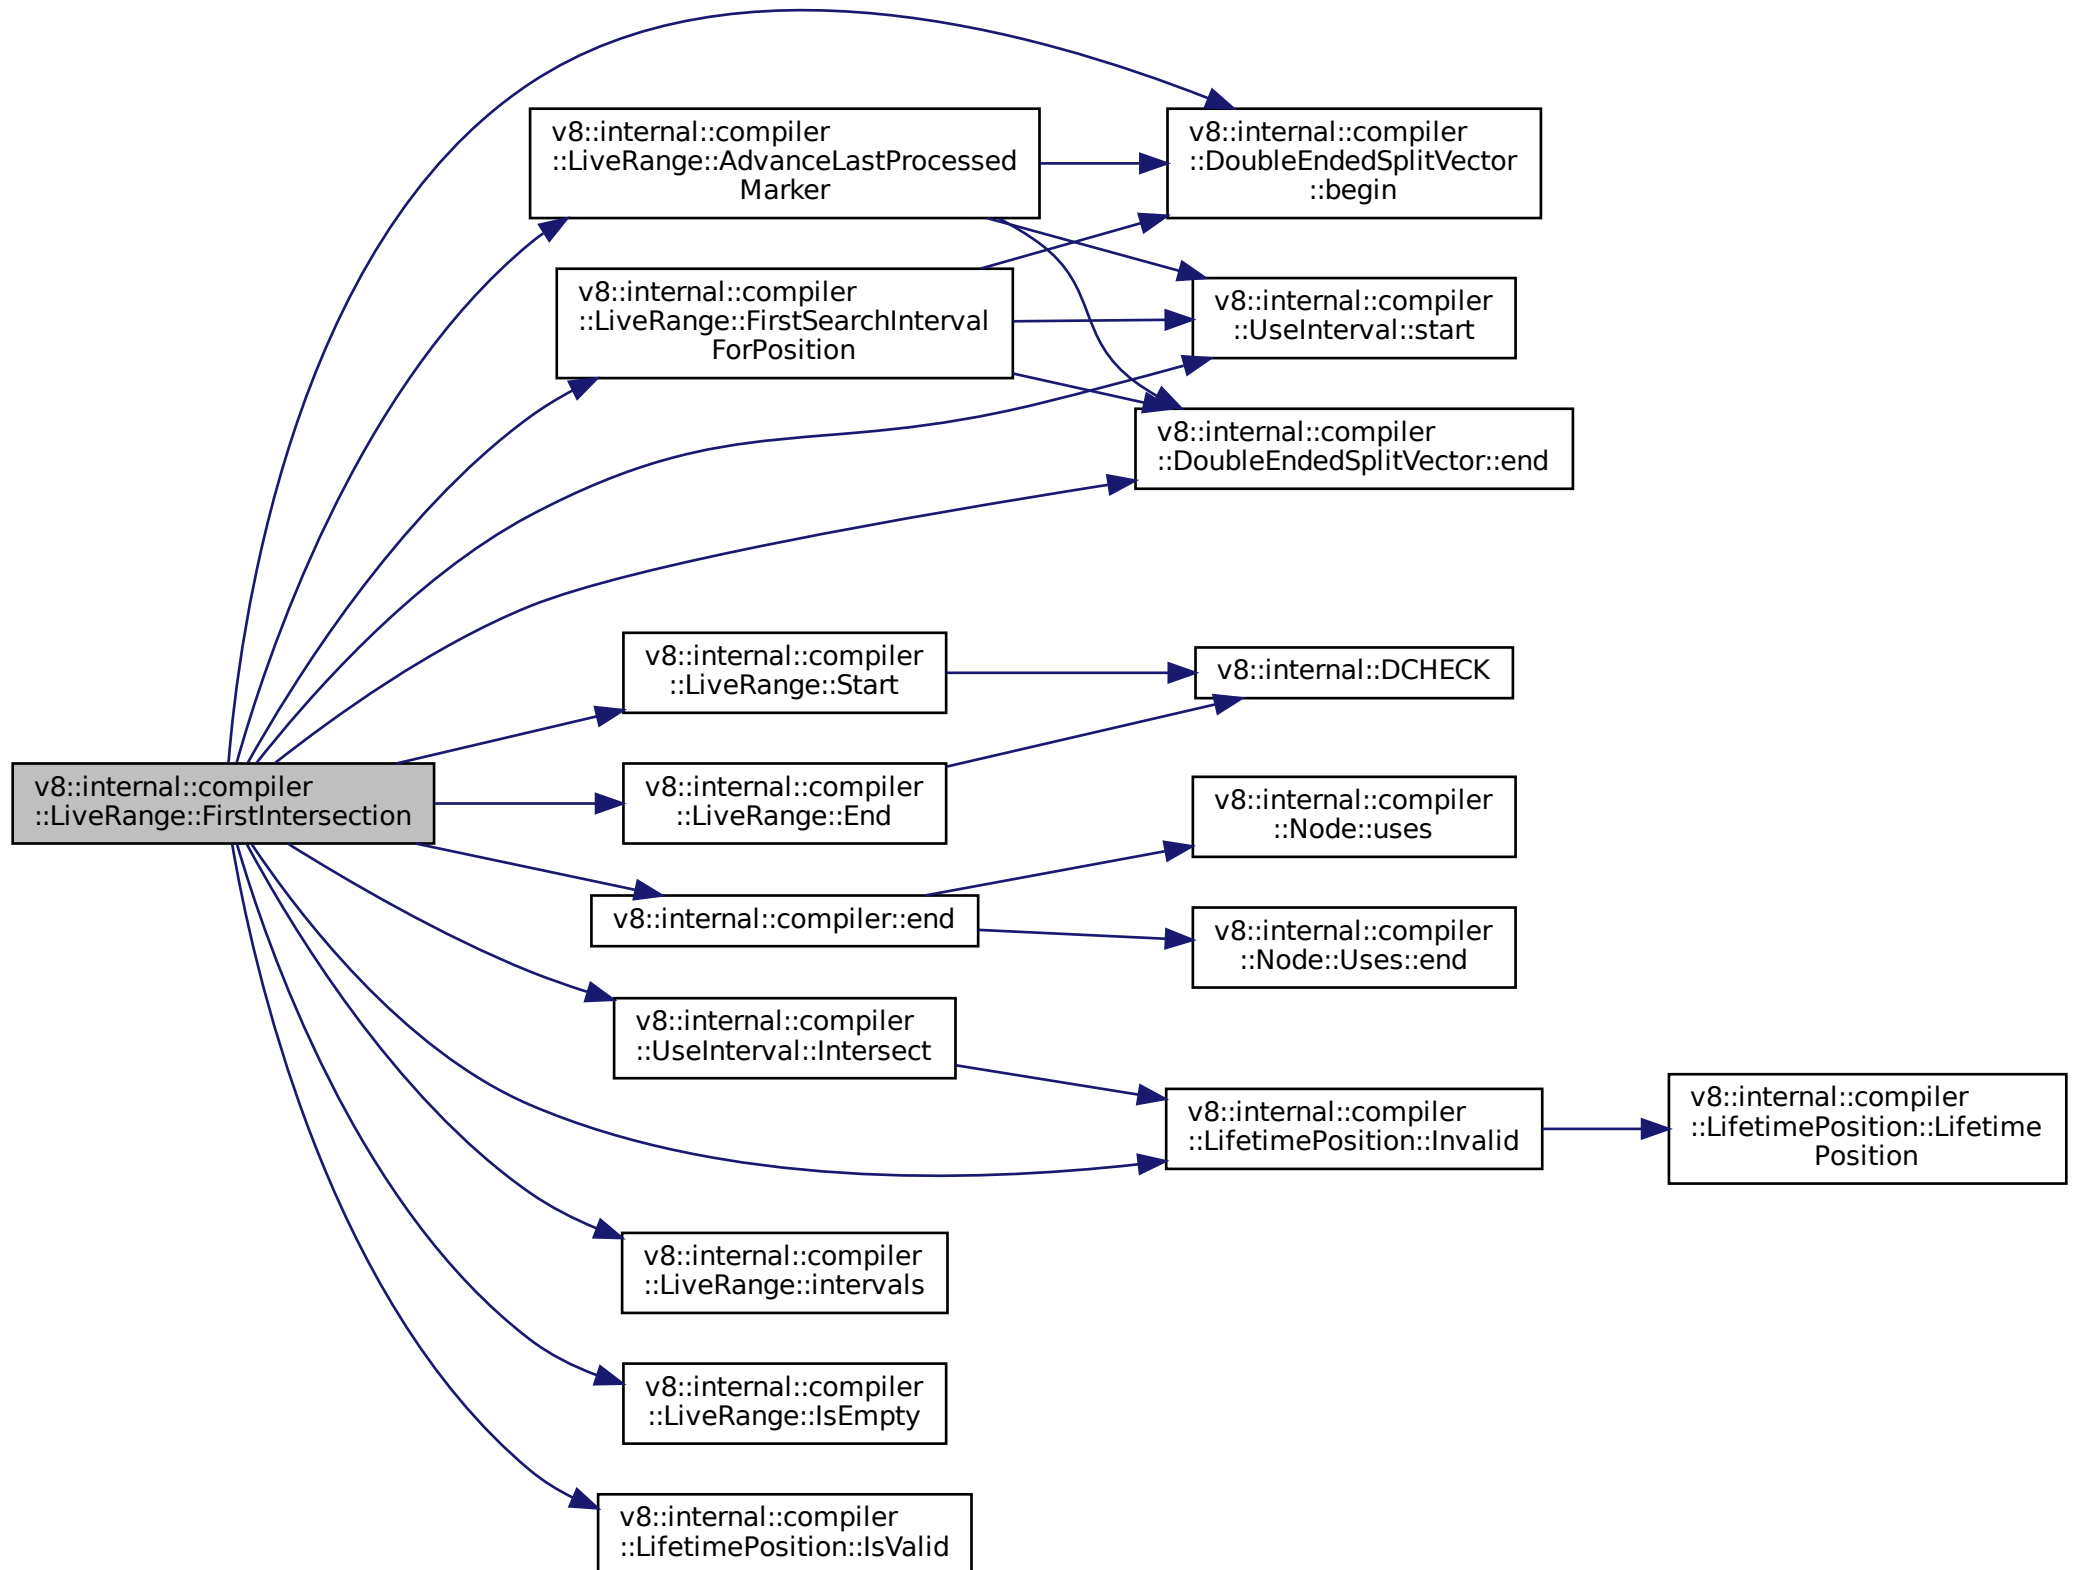 v8::internal::compiler
::LiveRange::AdvanceLastProcessed
Marker
v8::internal::compiler
::DoubleEndedSplitVector
::begin
v8::internal::compiler
::LiveRange::FirstSearchInterval
ForPosition
v8::internal::compiler
::UseInterval::start
v8::internal::compiler
::DoubleEndedSplitVector::end
v8::internal::compiler
::LiveRange::Start
v8::internal::DCHECK
v8::internal::compiler
::LiveRange::FirstIntersection
v8::internal::compiler
::LiveRange::End
v8::internal::compiler
::Node::uses
v8::internal::compiler::end
v8::internal::compiler
::Node::Uses::end
v8::internal::compiler
::UseInterval::Intersect
v8::internal::compiler
::LifetimePosition::Invalid
v8::internal::compiler
::LifetimePosition::Lifetime
Position
v8::internal::compiler
::LiveRange::intervals
v8::internal::compiler
::LiveRange::IsEmpty
v8::internal::compiler
::LifetimePosition::IsValid